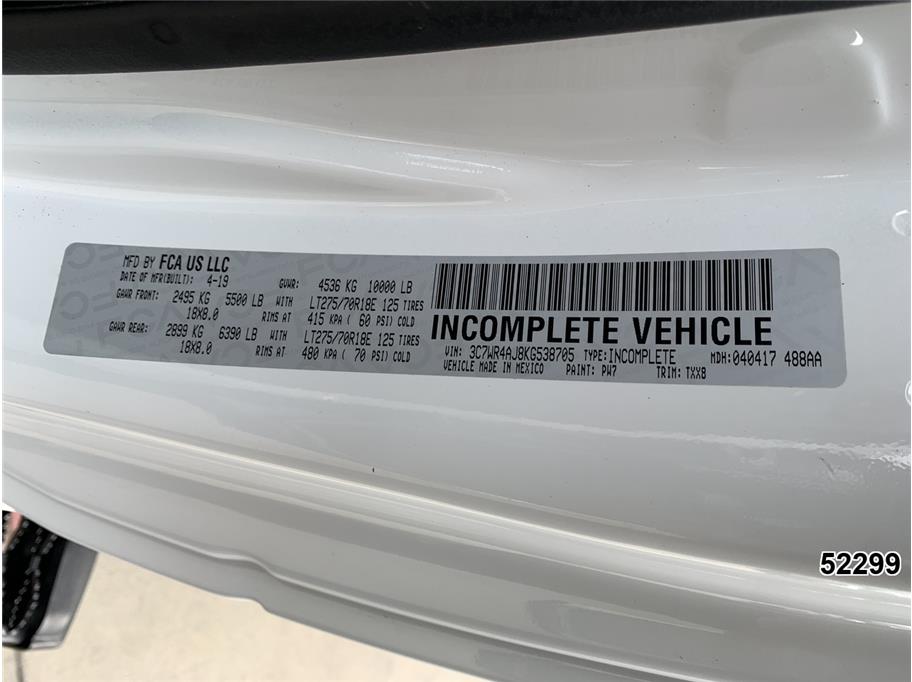 MFD BY FCA US LLC
DATE OF MFR(BUILT): 4-19 GVWR: 4536 KG 10000 LB
GAWR FRONT: 2495 KG 5500 LB WITH LT275/70R18E 125 TIRES
18X8.0 RIMS AT 415 KPA ( 60 PSI) COLD
GAWR REAR: 2899 KG 6390 LB WITH LT275/70R18E 125 TIRES
18X8.0 RIMS AT 480 KPA ( 70 PSI) COLD
INCOMPLETE VEHICLE
VIN: 3C7WR4AJ8KG538705 TYPE: INCOMPLETE MDH: 040417 488AA
VEHICLE MADE IN MEXICO PAINT: PW7 TRIM: TXX8
52299